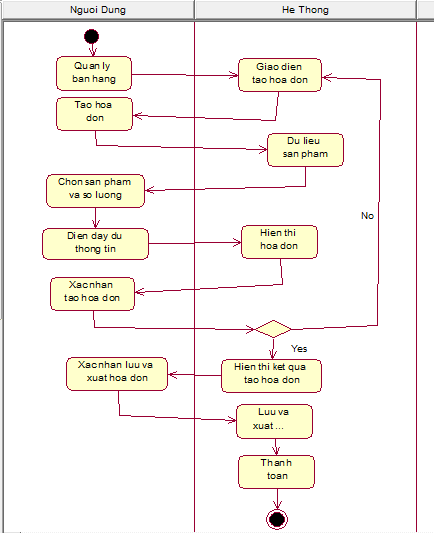 Nguoi Dung
He Thong
Quan ly
ban hang
Giao dien
tao hoa don
Tao hoa
don
Du lieu
san pham
Chon san pham
va so luong
No
Dien day du
thong tin
Hien thi
hoa don
Xac nhan
tao hoa don
Yes
Xac nhan luu va
xuat hoa don
Hien thi ket qua
tao hoa don
Luu va
xuat ...
Thanh
toan